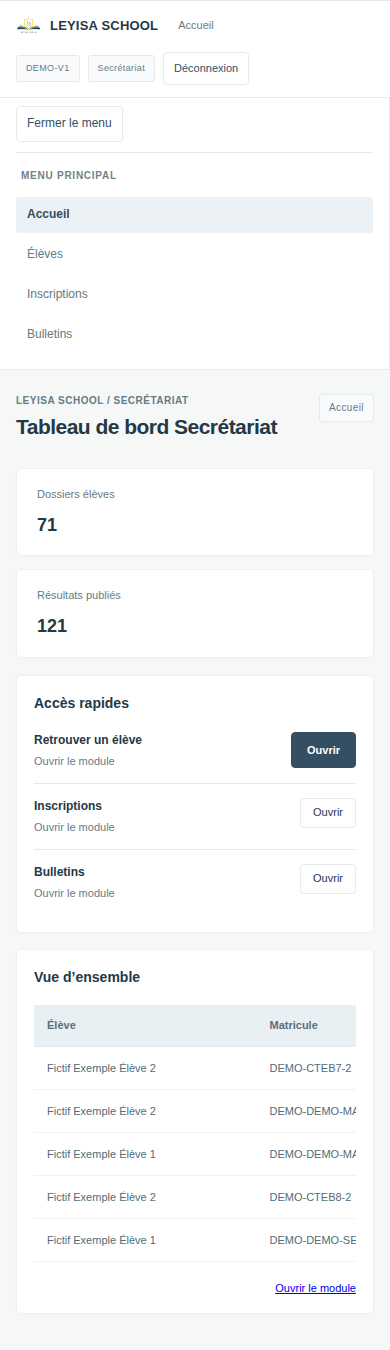 LEYISA SCHOOL Accueil
DEMO-V1 Secrétariat Déconnexion
Fermer le menu
MENU PRINCIPAL
Accueil
Élèves
Inscriptions
Bulletins
LEYISA SCHOOL / SECRÉTARIAT
Accueil
Tableau de bord Secrétariat
Dossiers élèves
71
Résultats publiés
121
Accès rapides
Retrouver un élève
Ouvrir le module
Ouvrir
Inscriptions
Ouvrir le module
Ouvrir
Bulletins
Ouvrir le module
Ouvrir
Vue d’ensemble
Élève Matricule
Fictif Exemple Élève 2 DEMO-CTEB7-2
Fictif Exemple Élève 2 DEMO-DEMO-MA
Fictif Exemple Élève 1 DEMO-DEMO-MA
Fictif Exemple Élève 2 DEMO-CTEB8-2
Fictif Exemple Élève 1 DEMO-DEMO-SE
Ouvrir le module